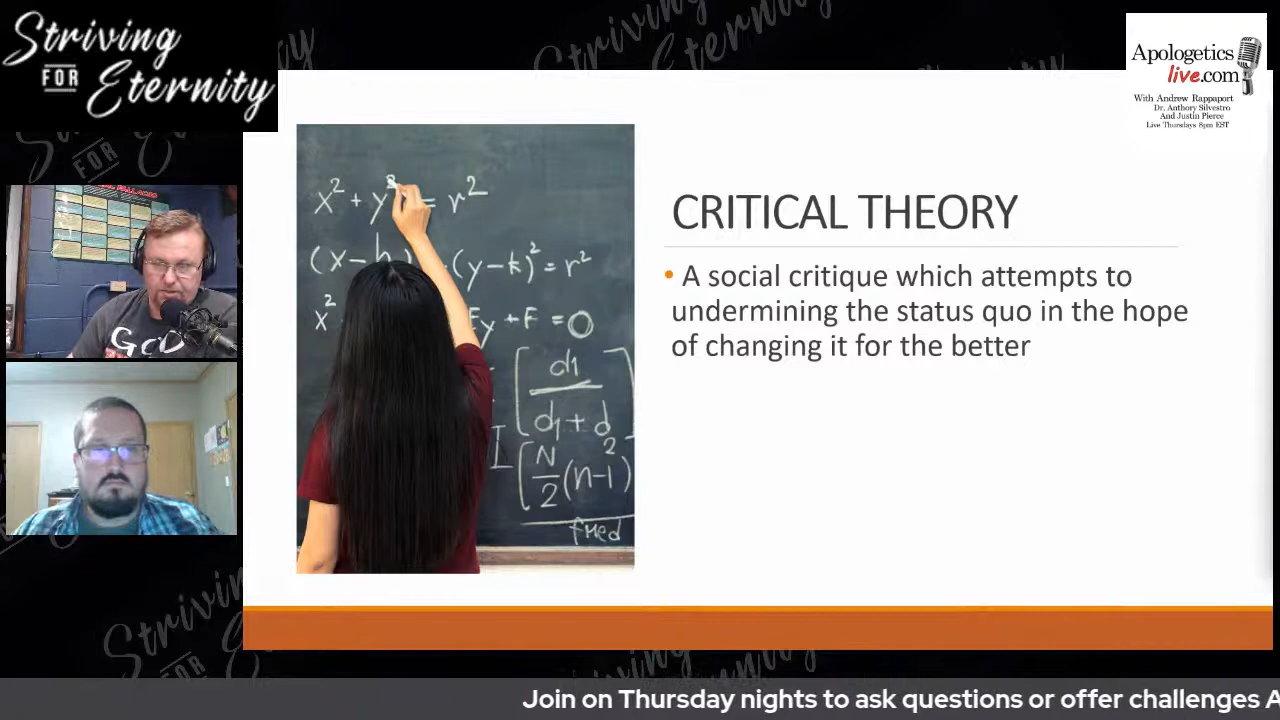 Striving
FOR
Eternity
Apologetics
live.com
With Andrew Rappaport
Dr. Anthony Silvestro
And Justin Pierce
Live Thursdays 8pm EST
GOD
x² + y² = r²
(x − h (y − k)² = r²
x² y + F = 0
d1
d1 + d
N
2 (n−1)²
fmed
CRITICAL THEORY
• A social critique which attempts to
undermining the status quo in the hope
of changing it for the better
Join on Thursday nights to ask questions or offer challenges A